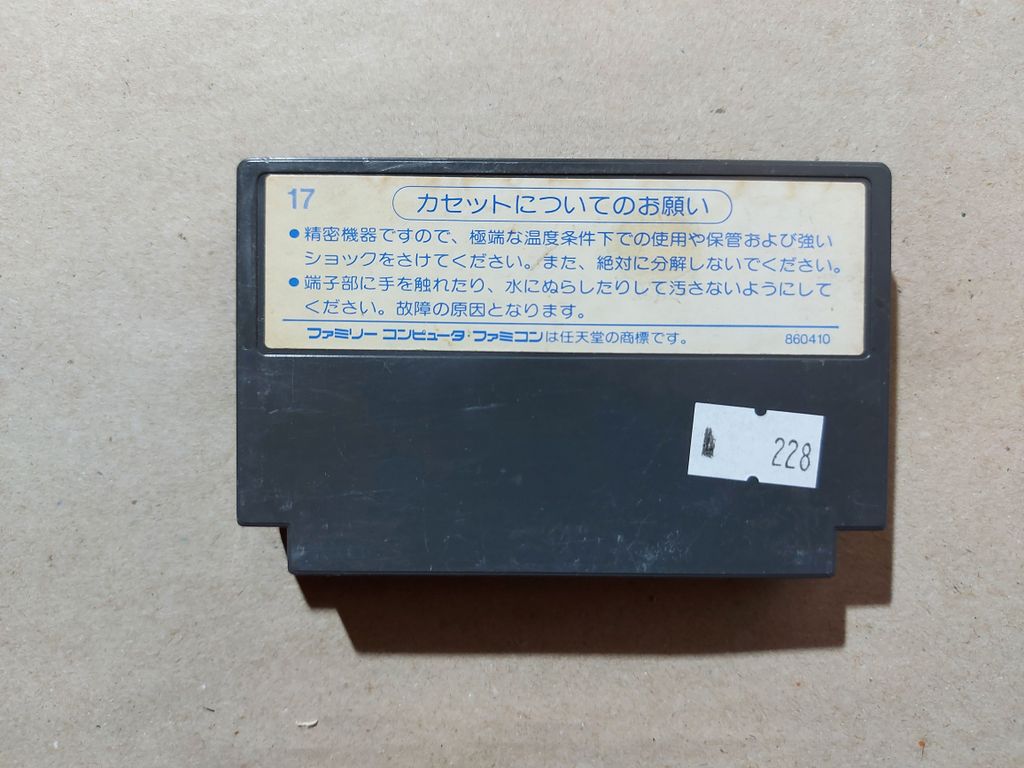 17
カセットについてのお願い
●精密機器ですので、極端な温度条件下での使用や保管および強い
ショックをさけてください。また、絶対に分解しないでください。
●端子部に手を触れたり、水にぬらしたりして汚さないようにして
ください。故障の原因となります。
ファミリー コンピュータ・ファミコンは任天堂の商標です。
860410
228